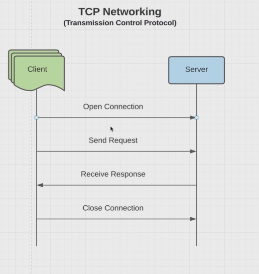 TCP Networking
(Transmission Control Protocol)
Client
Server
Open Connection
Send Request
Receive Response
Close Connection